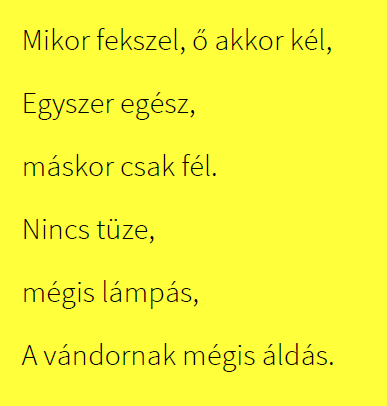 Mikor fekszel, ő akkor kél,
Egyszer egész,
máskor csak fél.
Nincs tüze,
mégis lámpás,
A vándornak mégis áldás.